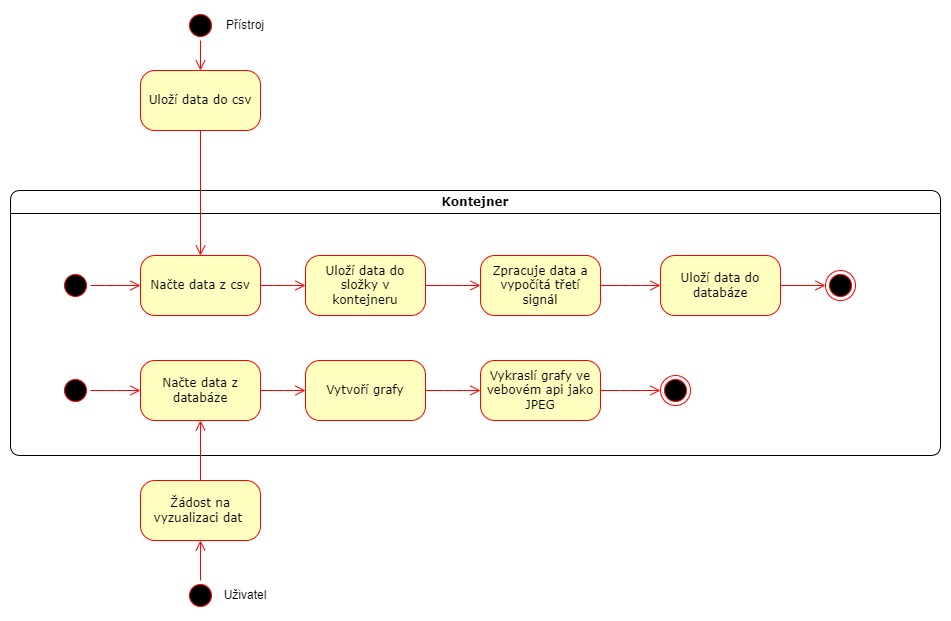 Přístroj
Uloží data do csv
Kontejner
Načte data z csv
Uloží data do
složky v
kontejneru
Zpracuje data a
vypočítá třetí
signál
Uloží data do
databáze
Načte data z
databáze
Vytvoří grafy
Vykraslí grafy ve
vebovém api jako
JPEG
Žádost na
vyzualizaci dat
Uživatel